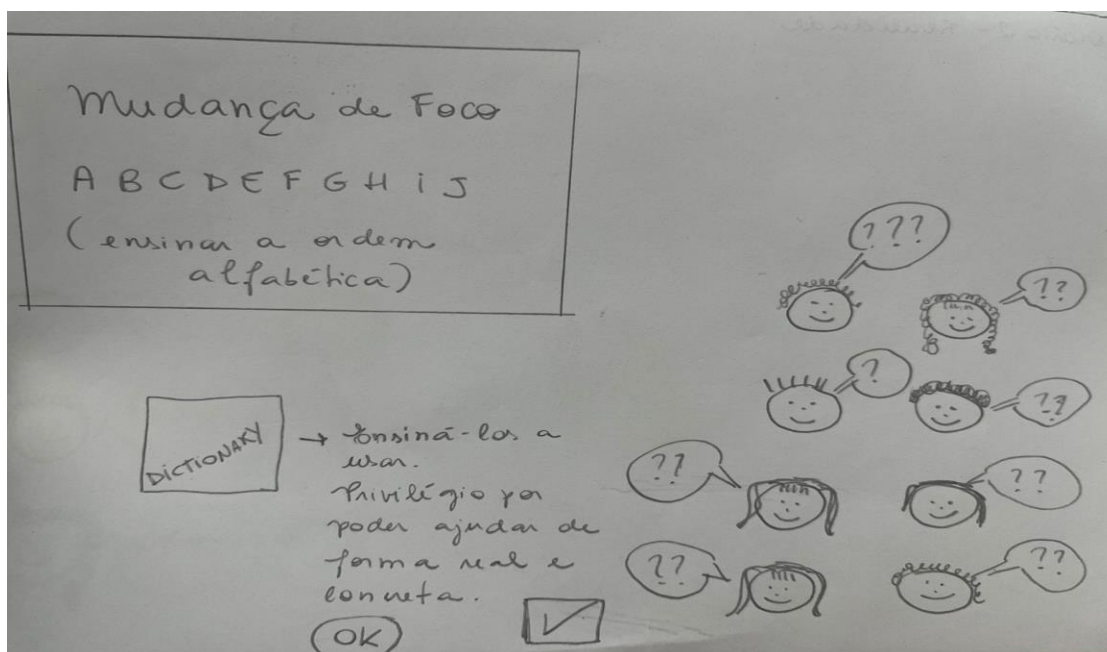 Mudança de Foco
A B C D E F G H i J
(ensinar a ordem
alfabética)
DICTIONARY
→ Ensiná-los a
usar.
Privilégio por
poder ajudar de
forma real e
concreta.
OK
???
??
?
??
??
??
??
??